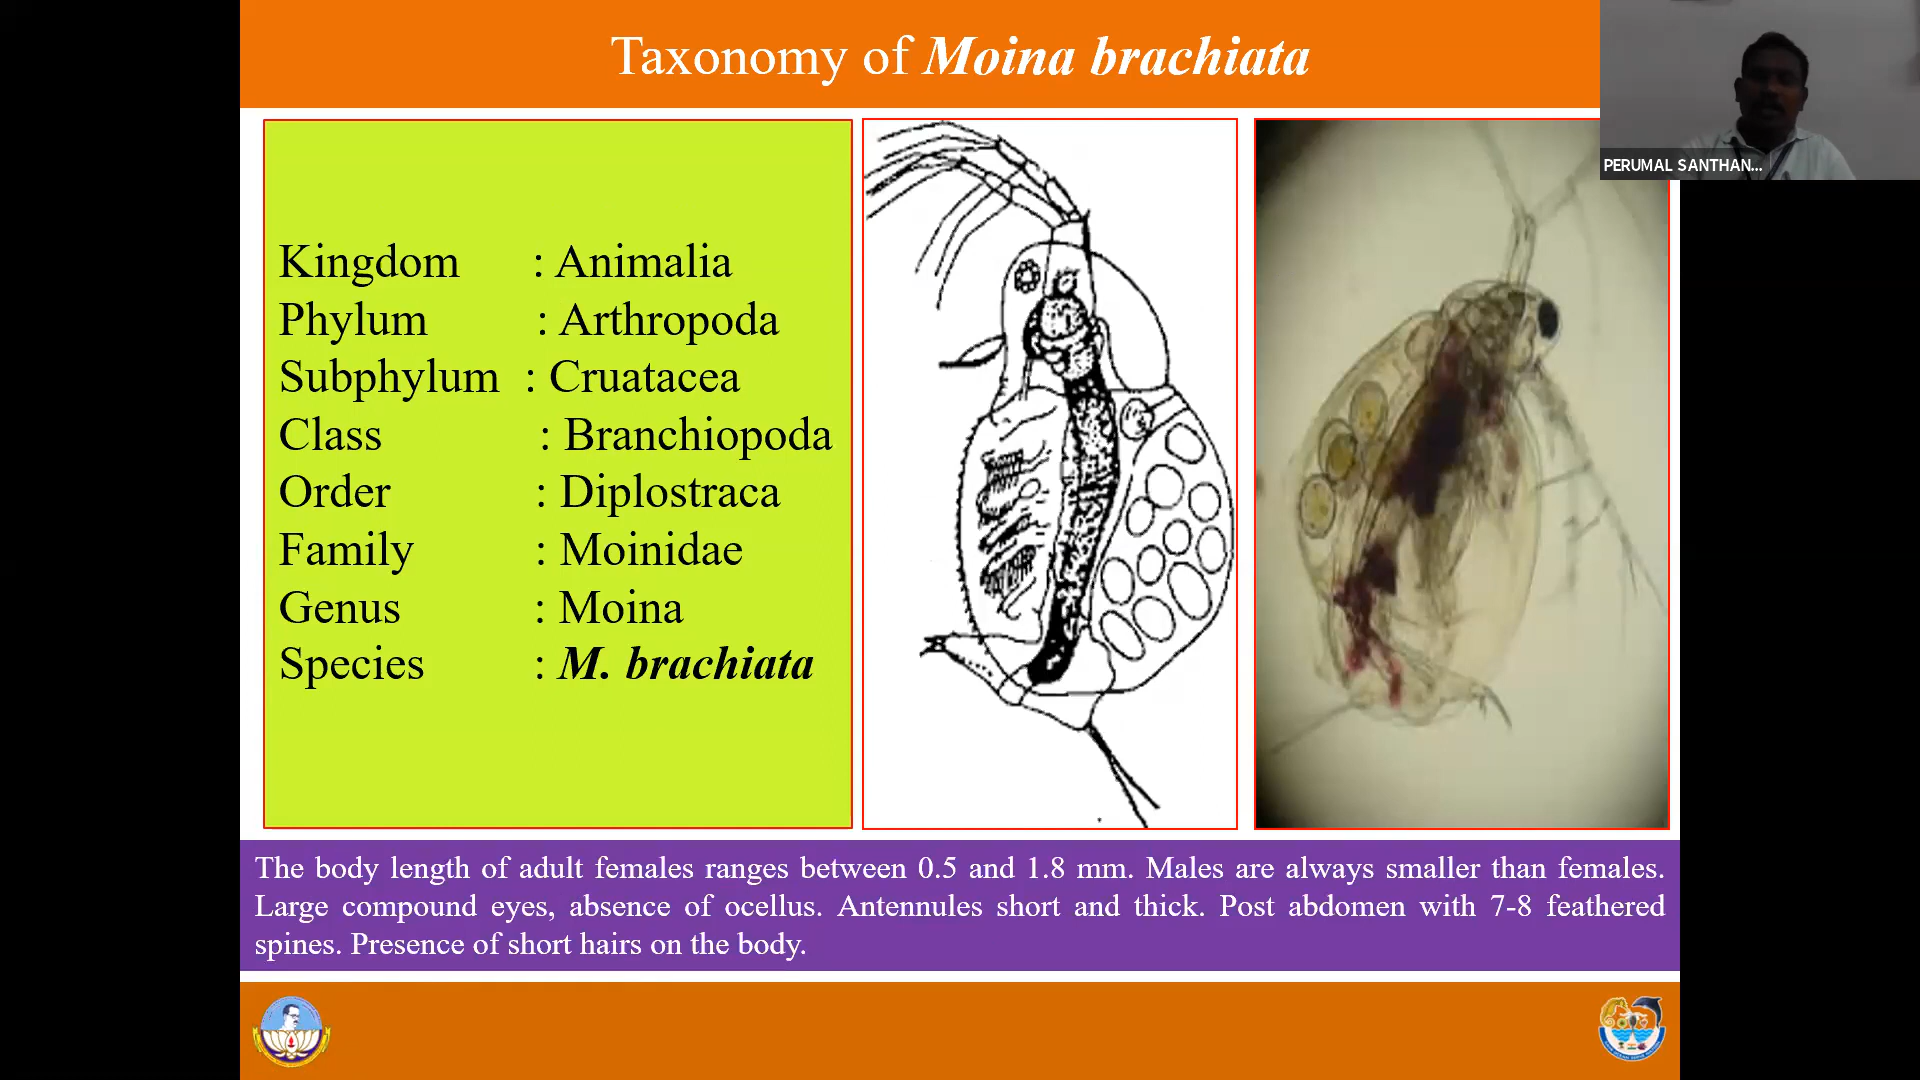 Taxonomy of Moina brachiata
PERUMAL SANTHAN...
Kingdom : Animalia
Phylum : Arthropoda
Subphylum : Cruatacea
Class : Branchiopoda
Order : Diplostraca
Family : Moinidae
Genus : Moina
Species : M. brachiata
The body length of adult females ranges between 0.5 and 1.8 mm. Males are always smaller than females.
Large compound eyes, absence of ocellus. Antennules short and thick. Post abdomen with 7-8 feathered
spines. Presence of short hairs on the body.